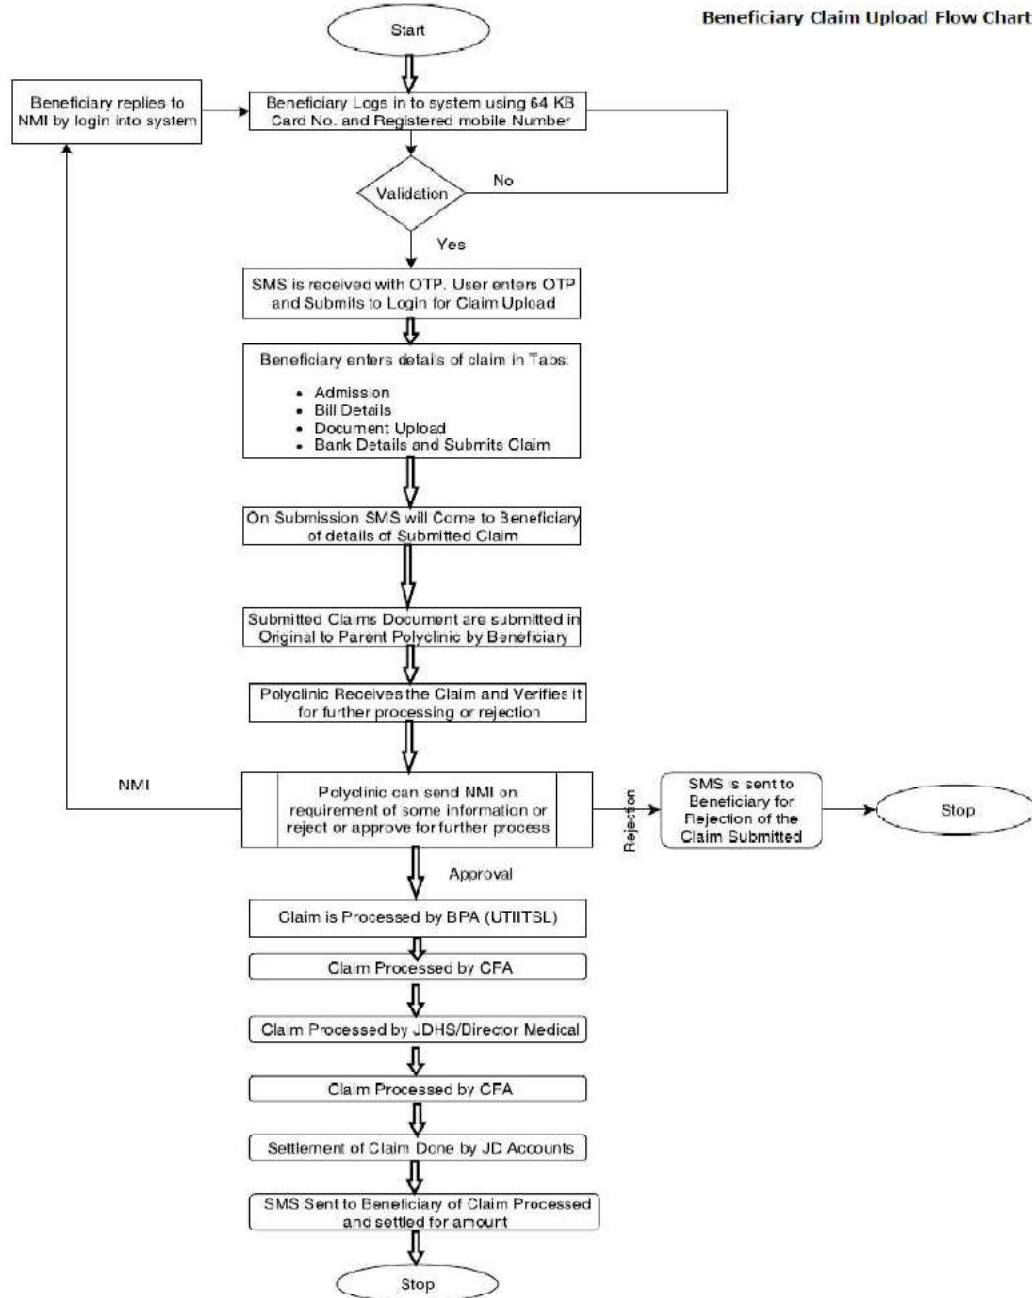 Beneficiary Claim Upload Flow Chart
Start
Beneficiary replies to
NMI by login into system
Beneficiary Logs in to system using 64 KB
Card No. and Registered mobile Number
Validation
No
Yes
SMS is received with OTP. User enters OTP
and Submits to Login for Claim Upload
Beneficiary enters details of claim in Tabs:
• Admission
• Bill Details
• Document Upload
• Bank Details and Submits Claim
On Submission SMS will Come to Beneficiary
of details of Submitted Claim
Submitted Claims Document are submitted in
Original to Parent Polyclinic by Beneficiary
Polyclinic Receives the Claim and Verifies it
for further processing or rejection
NMI
Polyclinic can send NMI on
requirement of some information or
reject or approve for further process
Rejection
SMS is sent to
Beneficiary for
Rejection of the
Claim Submitted
Stop
Approval
Claim is Processed by BPA (UTIITSL)
Claim Processed by CFA
Claim Processed by JDHS/Director Medical
Claim Processed by CFA
Settlement of Claim Done by JD Accounts
SMS Sent to Beneficiary of Claim Processed
and settled for amount
Stop